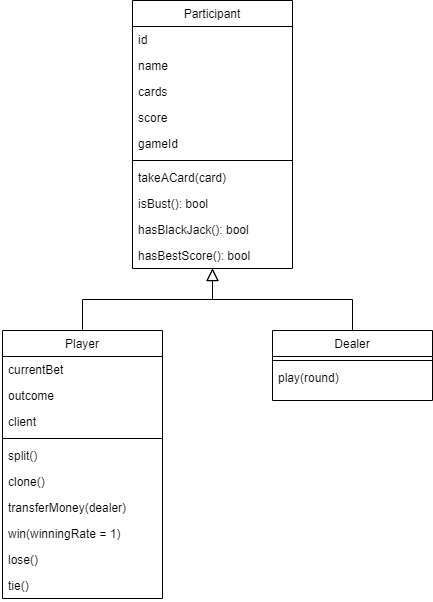 Participant
id
name
cards
score
gameId
takeACard(card)
isBust(): bool
hasBlackJack(): bool
hasBestScore(): bool
Player
currentBet
outcome
client
split()
clone()
transferMoney(dealer)
win(winningRate = 1)
lose()
tie()
Dealer
play(round)